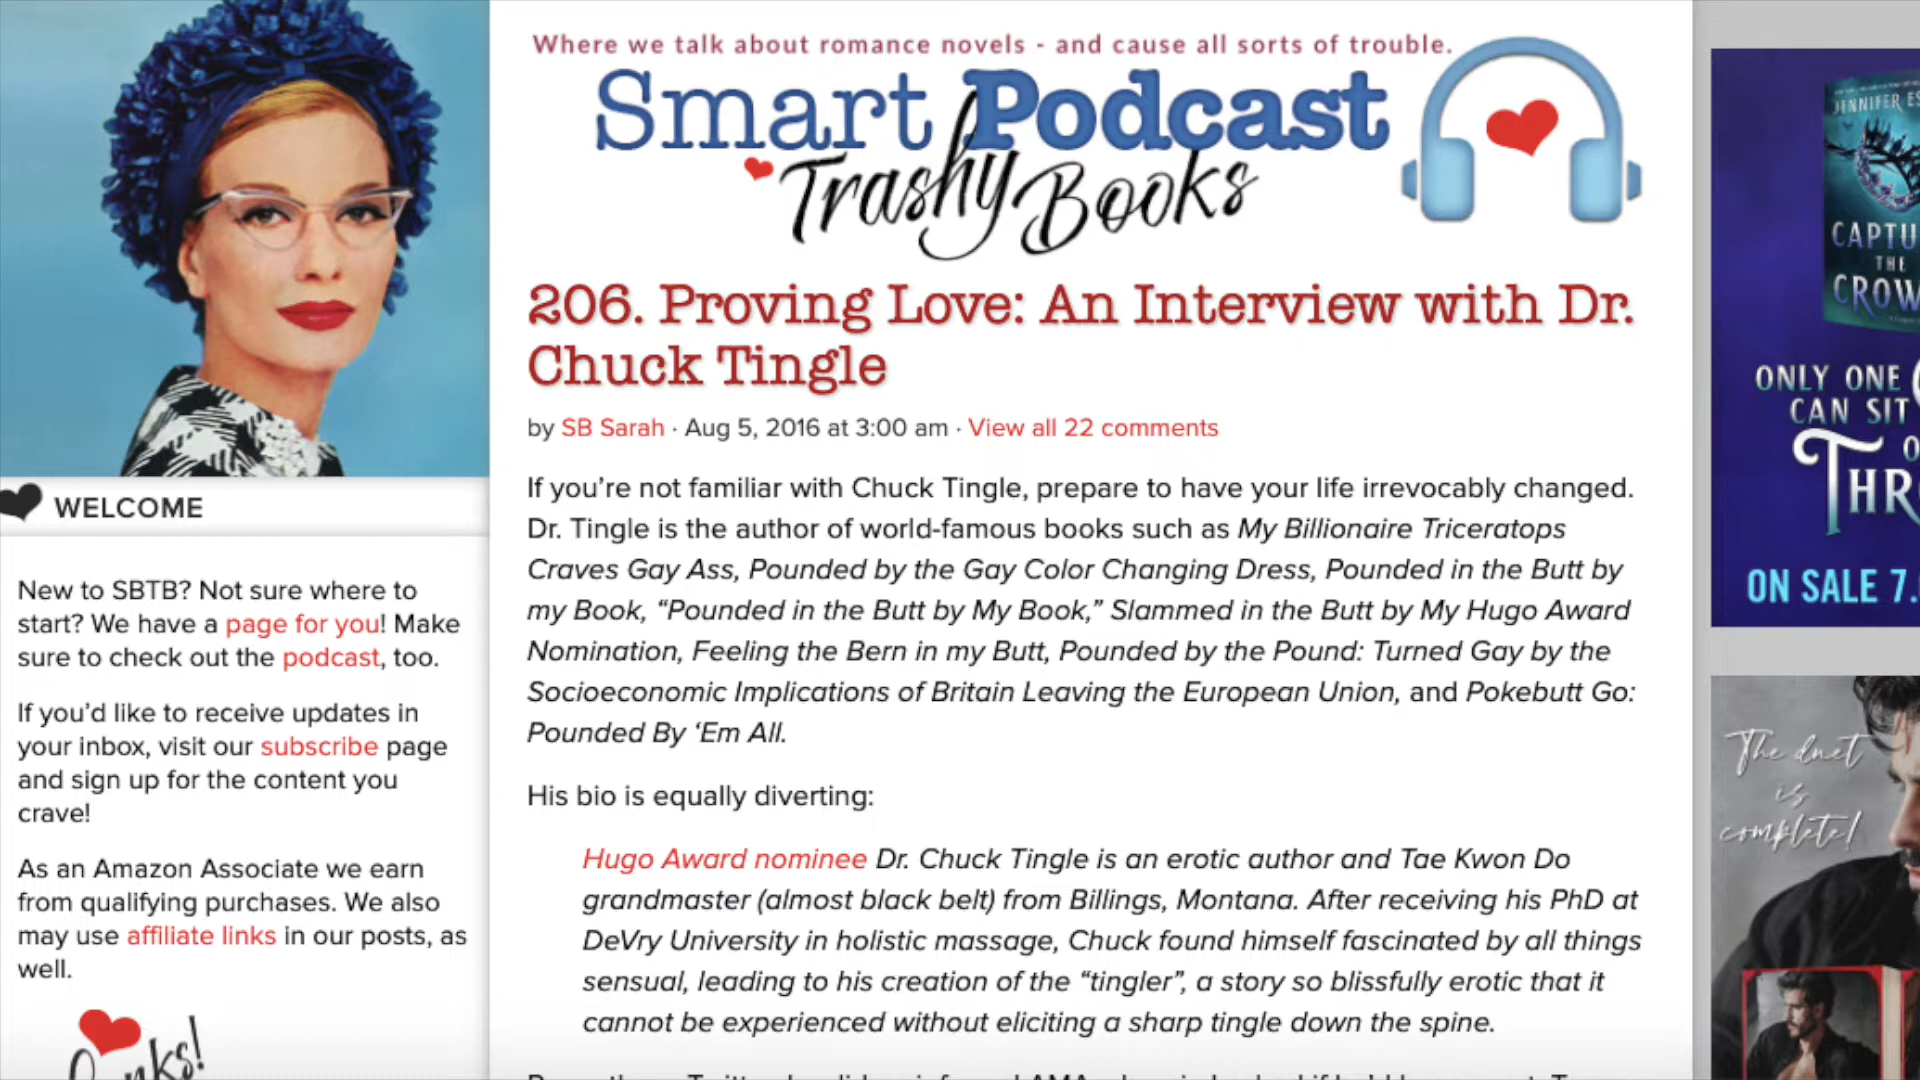 Where we talk about romance novels - and cause all sorts of trouble.
Smart Podcast
Trashy Books
206. Proving Love: An Interview with Dr.
Chuck Tingle
by SB Sarah · Aug 5, 2016 at 3:00 am · View all 22 comments
If you're not familiar with Chuck Tingle, prepare to have your life irrevocably changed.
Dr. Tingle is the author of world-famous books such as My Billionaire Triceratops
Craves Gay Ass, Pounded by the Gay Color Changing Dress, Pounded in the Butt by
my Book, “Pounded in the Butt by My Book,” Slammed in the Butt by My Hugo Award
Nomination, Feeling the Bern in my Butt, Pounded by the Pound: Turned Gay by the
Socioeconomic Implications of Britain Leaving the European Union, and Pokebutt Go:
Pounded By ‘Em All.
His bio is equally diverting:
Hugo Award nominee Dr. Chuck Tingle is an erotic author and Tae Kwon Do
grandmaster (almost black belt) from Billings, Montana. After receiving his PhD at
DeVry University in holistic massage, Chuck found himself fascinated by all things
sensual, leading to his creation of the “tingler”, a story so blissfully erotic that it
cannot be experienced without eliciting a sharp tingle down the spine.
WELCOME
New to SBTB? Not sure where to
start? We have a page for you! Make
sure to check out the podcast, too.
If you'd like to receive updates in
your inbox, visit our subscribe page
and sign up for the content you
crave!
As an Amazon Associate we earn
from qualifying purchases. We also
may use affiliate links in our posts, as
well.
JENNIFER ES
CAPTU
THE
CROW
ONLY ONE
CAN SIT
O
THR
ON SALE 7.
The duet
is
complete!